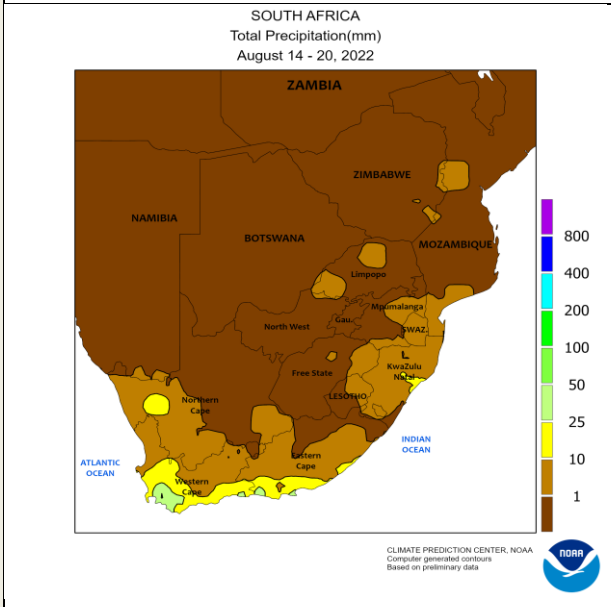 SOUTH AFRICA
Total Precipitation(mm)
August 14 - 20, 2022
ZAMBIA
ZIMBABWE
NAMIBIA
BOTSWANA
MOZAMBIQUE
Limpopo
Mpumalanga
Gau.
North West
SWAZ.
KwaZulu
Natal
Free State
LESOTHO
Northern
Cape
Eastern
Cape
Western
Cape
ATLANTIC
OCEAN
INDIAN
OCEAN
800
400
200
100
50
25
10
1
CLIMATE PREDICTION CENTER, NOAA
Computer generated contours
Based on preliminary data
NOAA